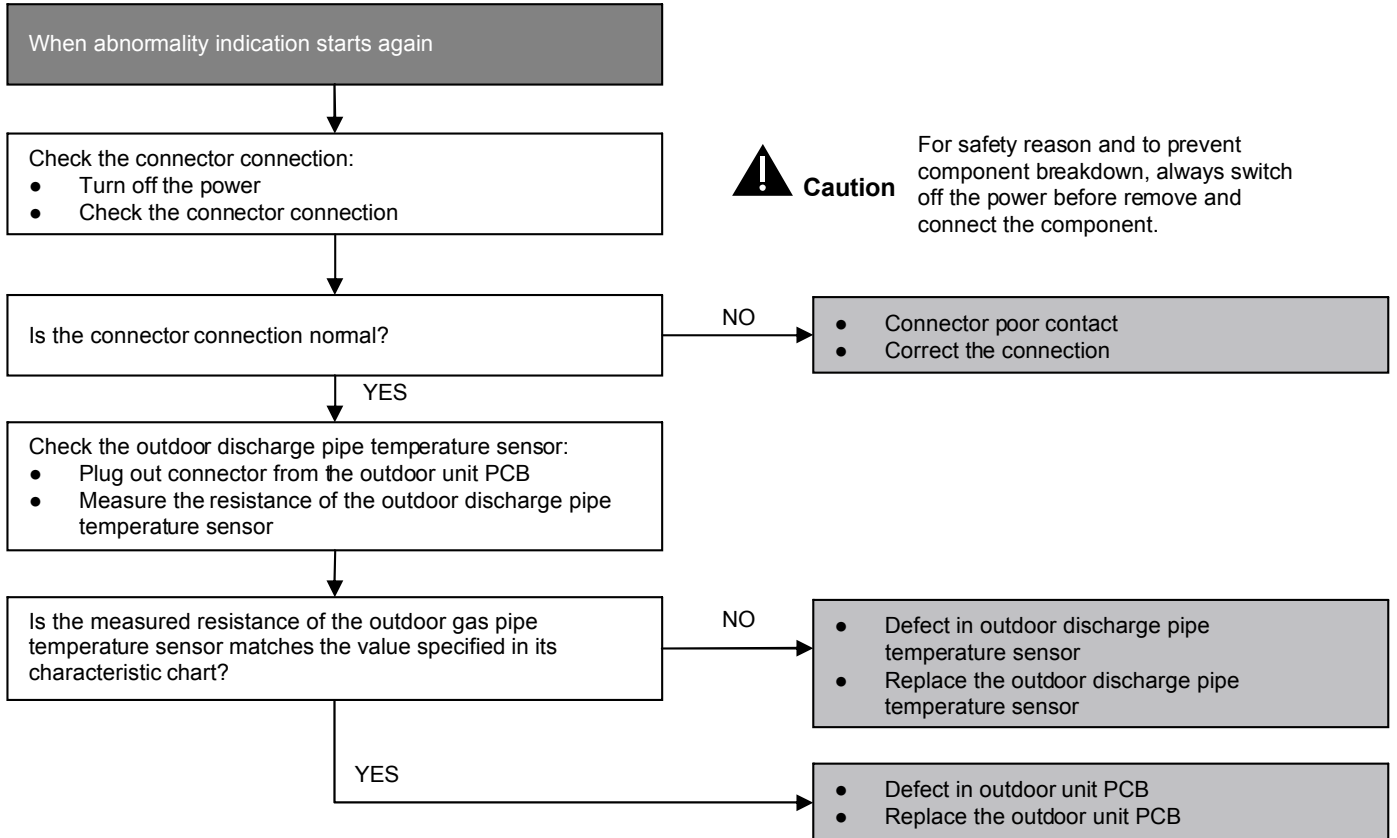 When abnormality indication starts again
Check the connector connection:
● Turn off the power
● Check the connector connection
Caution
For safety reason and to prevent
component breakdown, always switch
off the power before remove and
connect the component.
Is the connector connection normal?
NO
● Connector poor contact
● Correct the connection
YES
Check the outdoor discharge pipe temperature sensor:
● Plug out connector from the outdoor unit PCB
● Measure the resistance of the outdoor discharge pipe
temperature sensor
Is the measured resistance of the outdoor gas pipe
temperature sensor matches the value specified in its
characteristic chart?
NO
● Defect in outdoor discharge pipe
temperature sensor
● Replace the outdoor discharge pipe
temperature sensor
YES
● Defect in outdoor unit PCB
● Replace the outdoor unit PCB